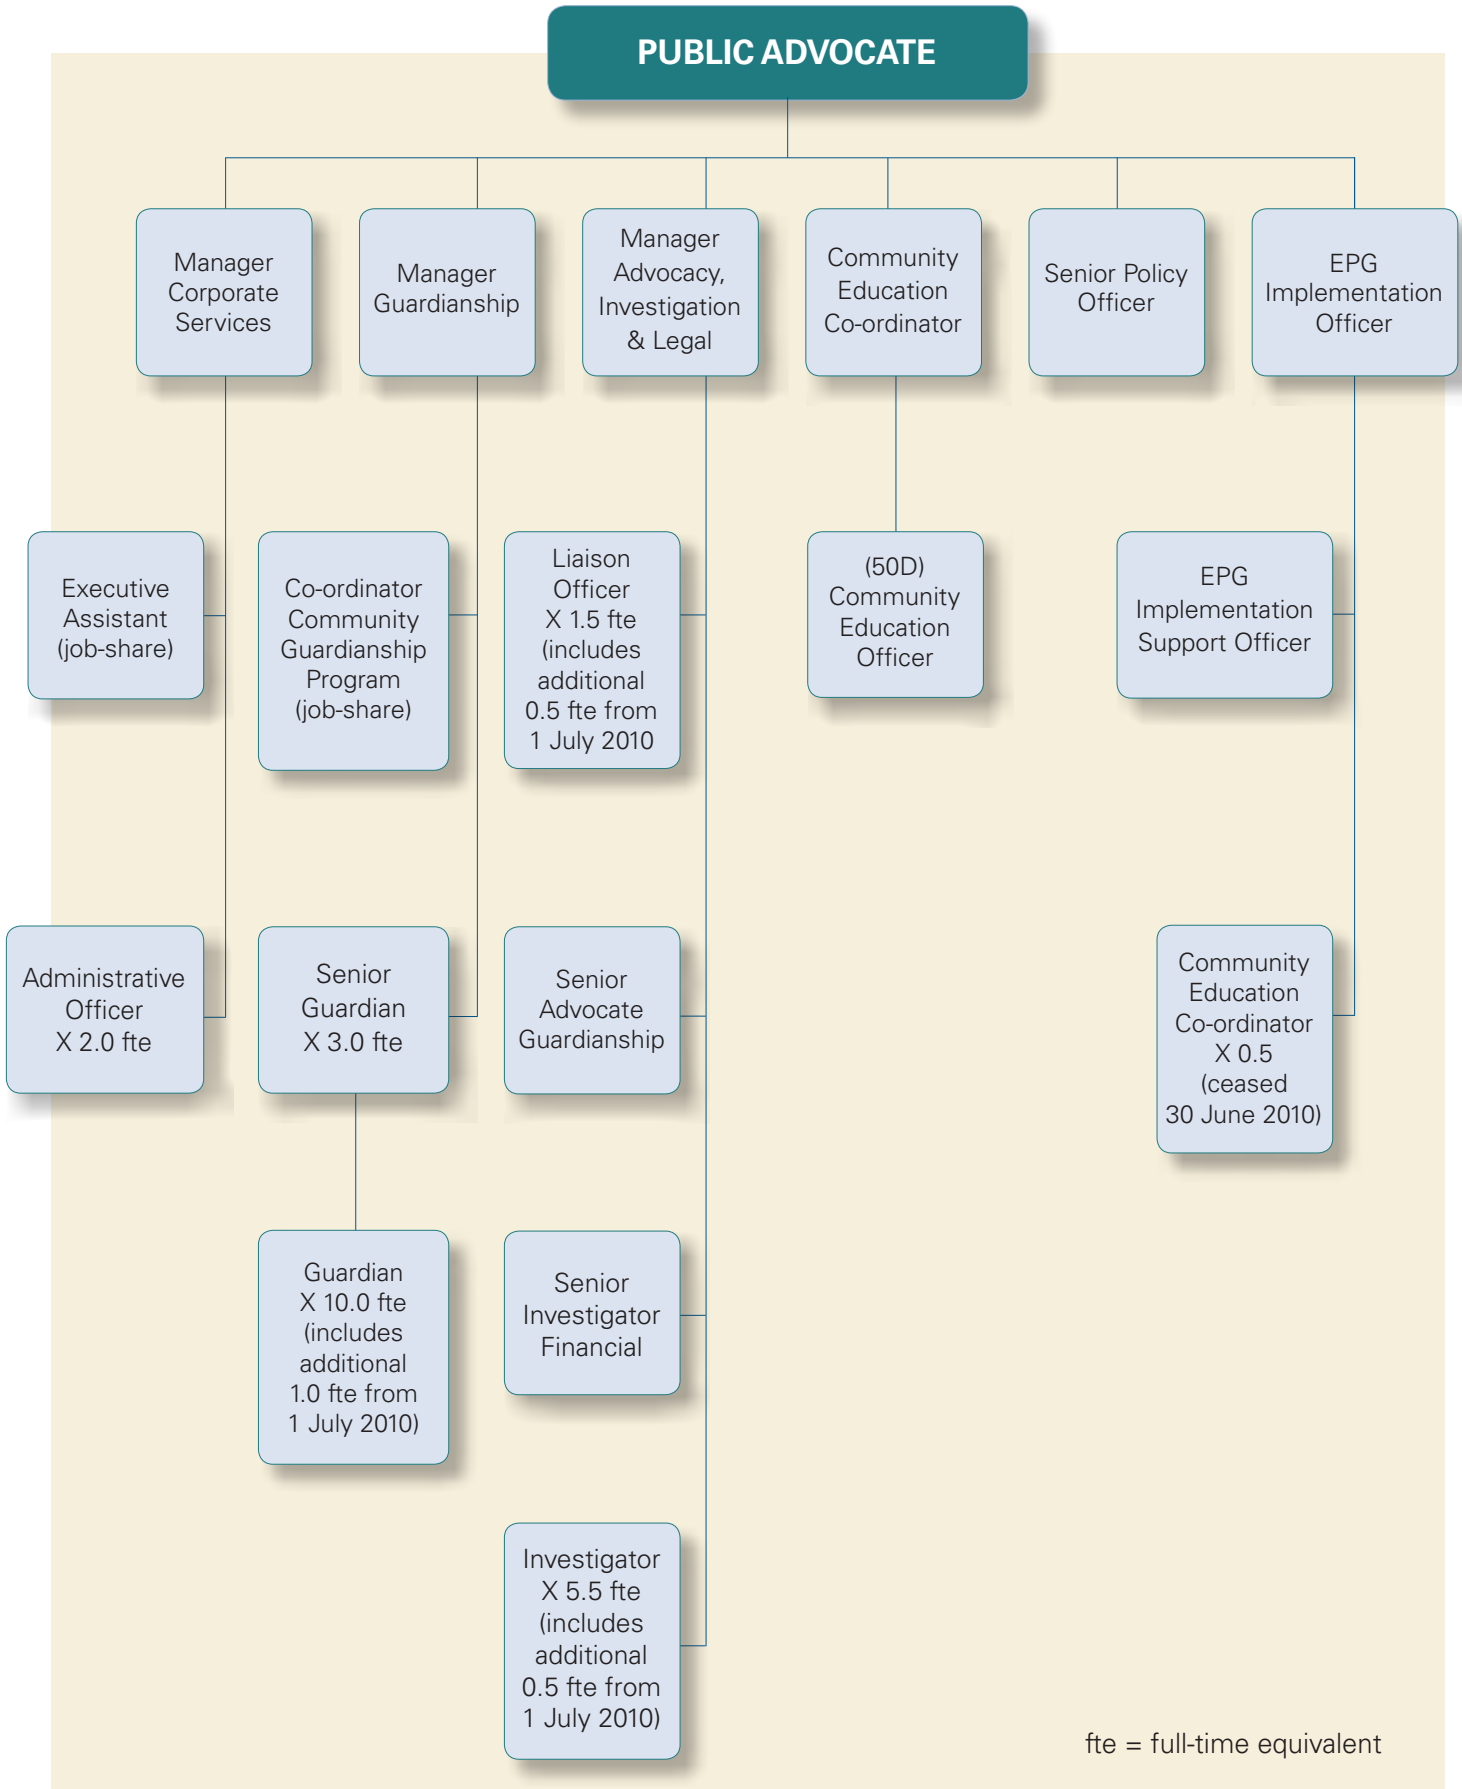 PUBLIC ADVOCATE
Manager
Corporate
Services
Manager
Guardianship
Manager
Advocacy,
Investigation
& Legal
Community
Education
Co-ordinator
Senior Policy
Officer
EPG
Implementation
Officer
Executive
Assistant
(job-share)
Co-ordinator
Community
Guardianship
Program
(job-share)
Liaison
Officer
X 1.5 fte
(includes
additional
0.5 fte from
1 July 2010
(50D)
Community
Education
Officer
EPG
Implementation
Support Officer
Administrative
Officer
X 2.0 fte
Senior
Guardian
X 3.0 fte
Senior
Advocate
Guardianship
Community
Education
Co-ordinator
X 0.5
(ceased
30 June 2010)
Guardian
X 10.0 fte
(includes
additional
1.0 fte from
1 July 2010)
Senior
Investigator
Financial
Investigator
X 5.5 fte
(includes
additional
0.5 fte from
1 July 2010)
fte = full-time equivalent